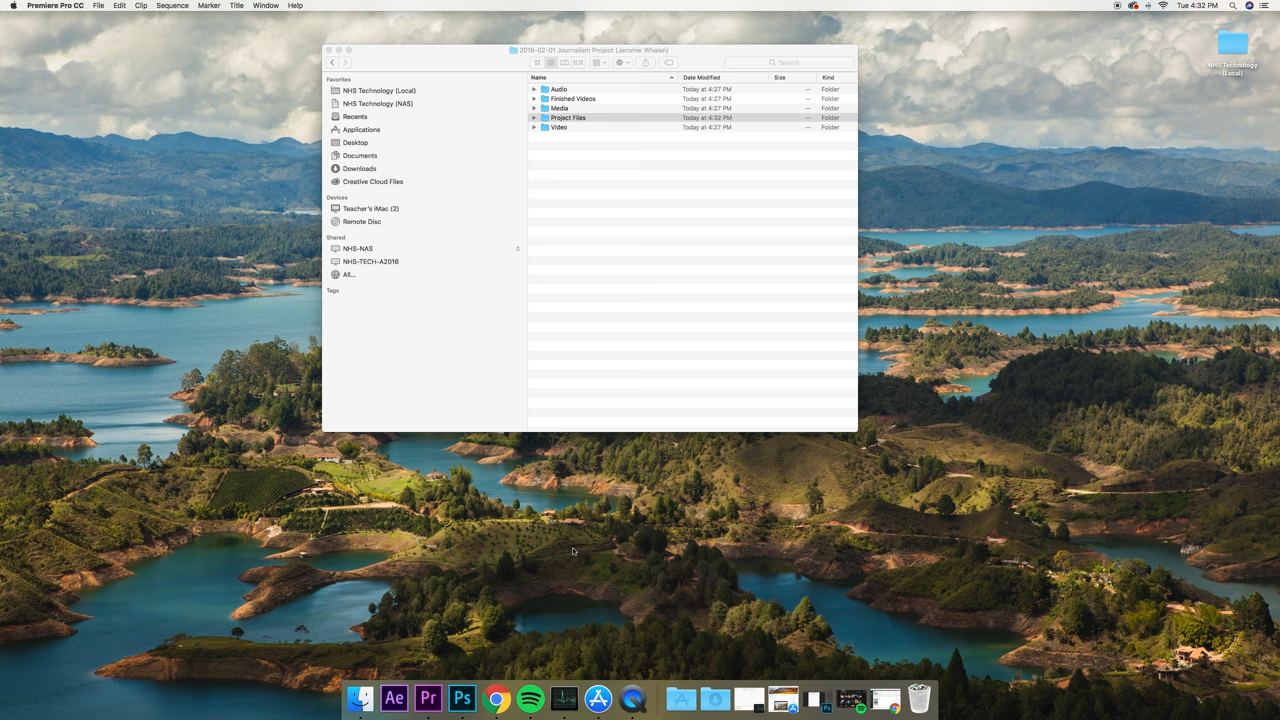 Premiere Pro CC File Edit Clip Sequence Marker Title Window Help Tue 4:32 PM
NHS Technology
(Local)
2018-02-01 Journalism Project (Jeromie Whalen)
Search
Favorites
NHS Technology (Local)
NHS Technology (NAS)
Recents
Applications
Desktop
Documents
Downloads
Creative Cloud Files
Devices
Teacher's iMac (2)
Remote Disc
Shared
NHS-NAS
NHS-TECH-A2016
All...
Tags
Name Date Modified Size Kind
Audio Today at 4:27 PM -- Folder
Finished Videos Today at 4:27 PM -- Folder
Media Today at 4:27 PM -- Folder
Project Files Today at 4:32 PM -- Folder
Video Today at 4:27 PM -- Folder
Ae Pr Ps